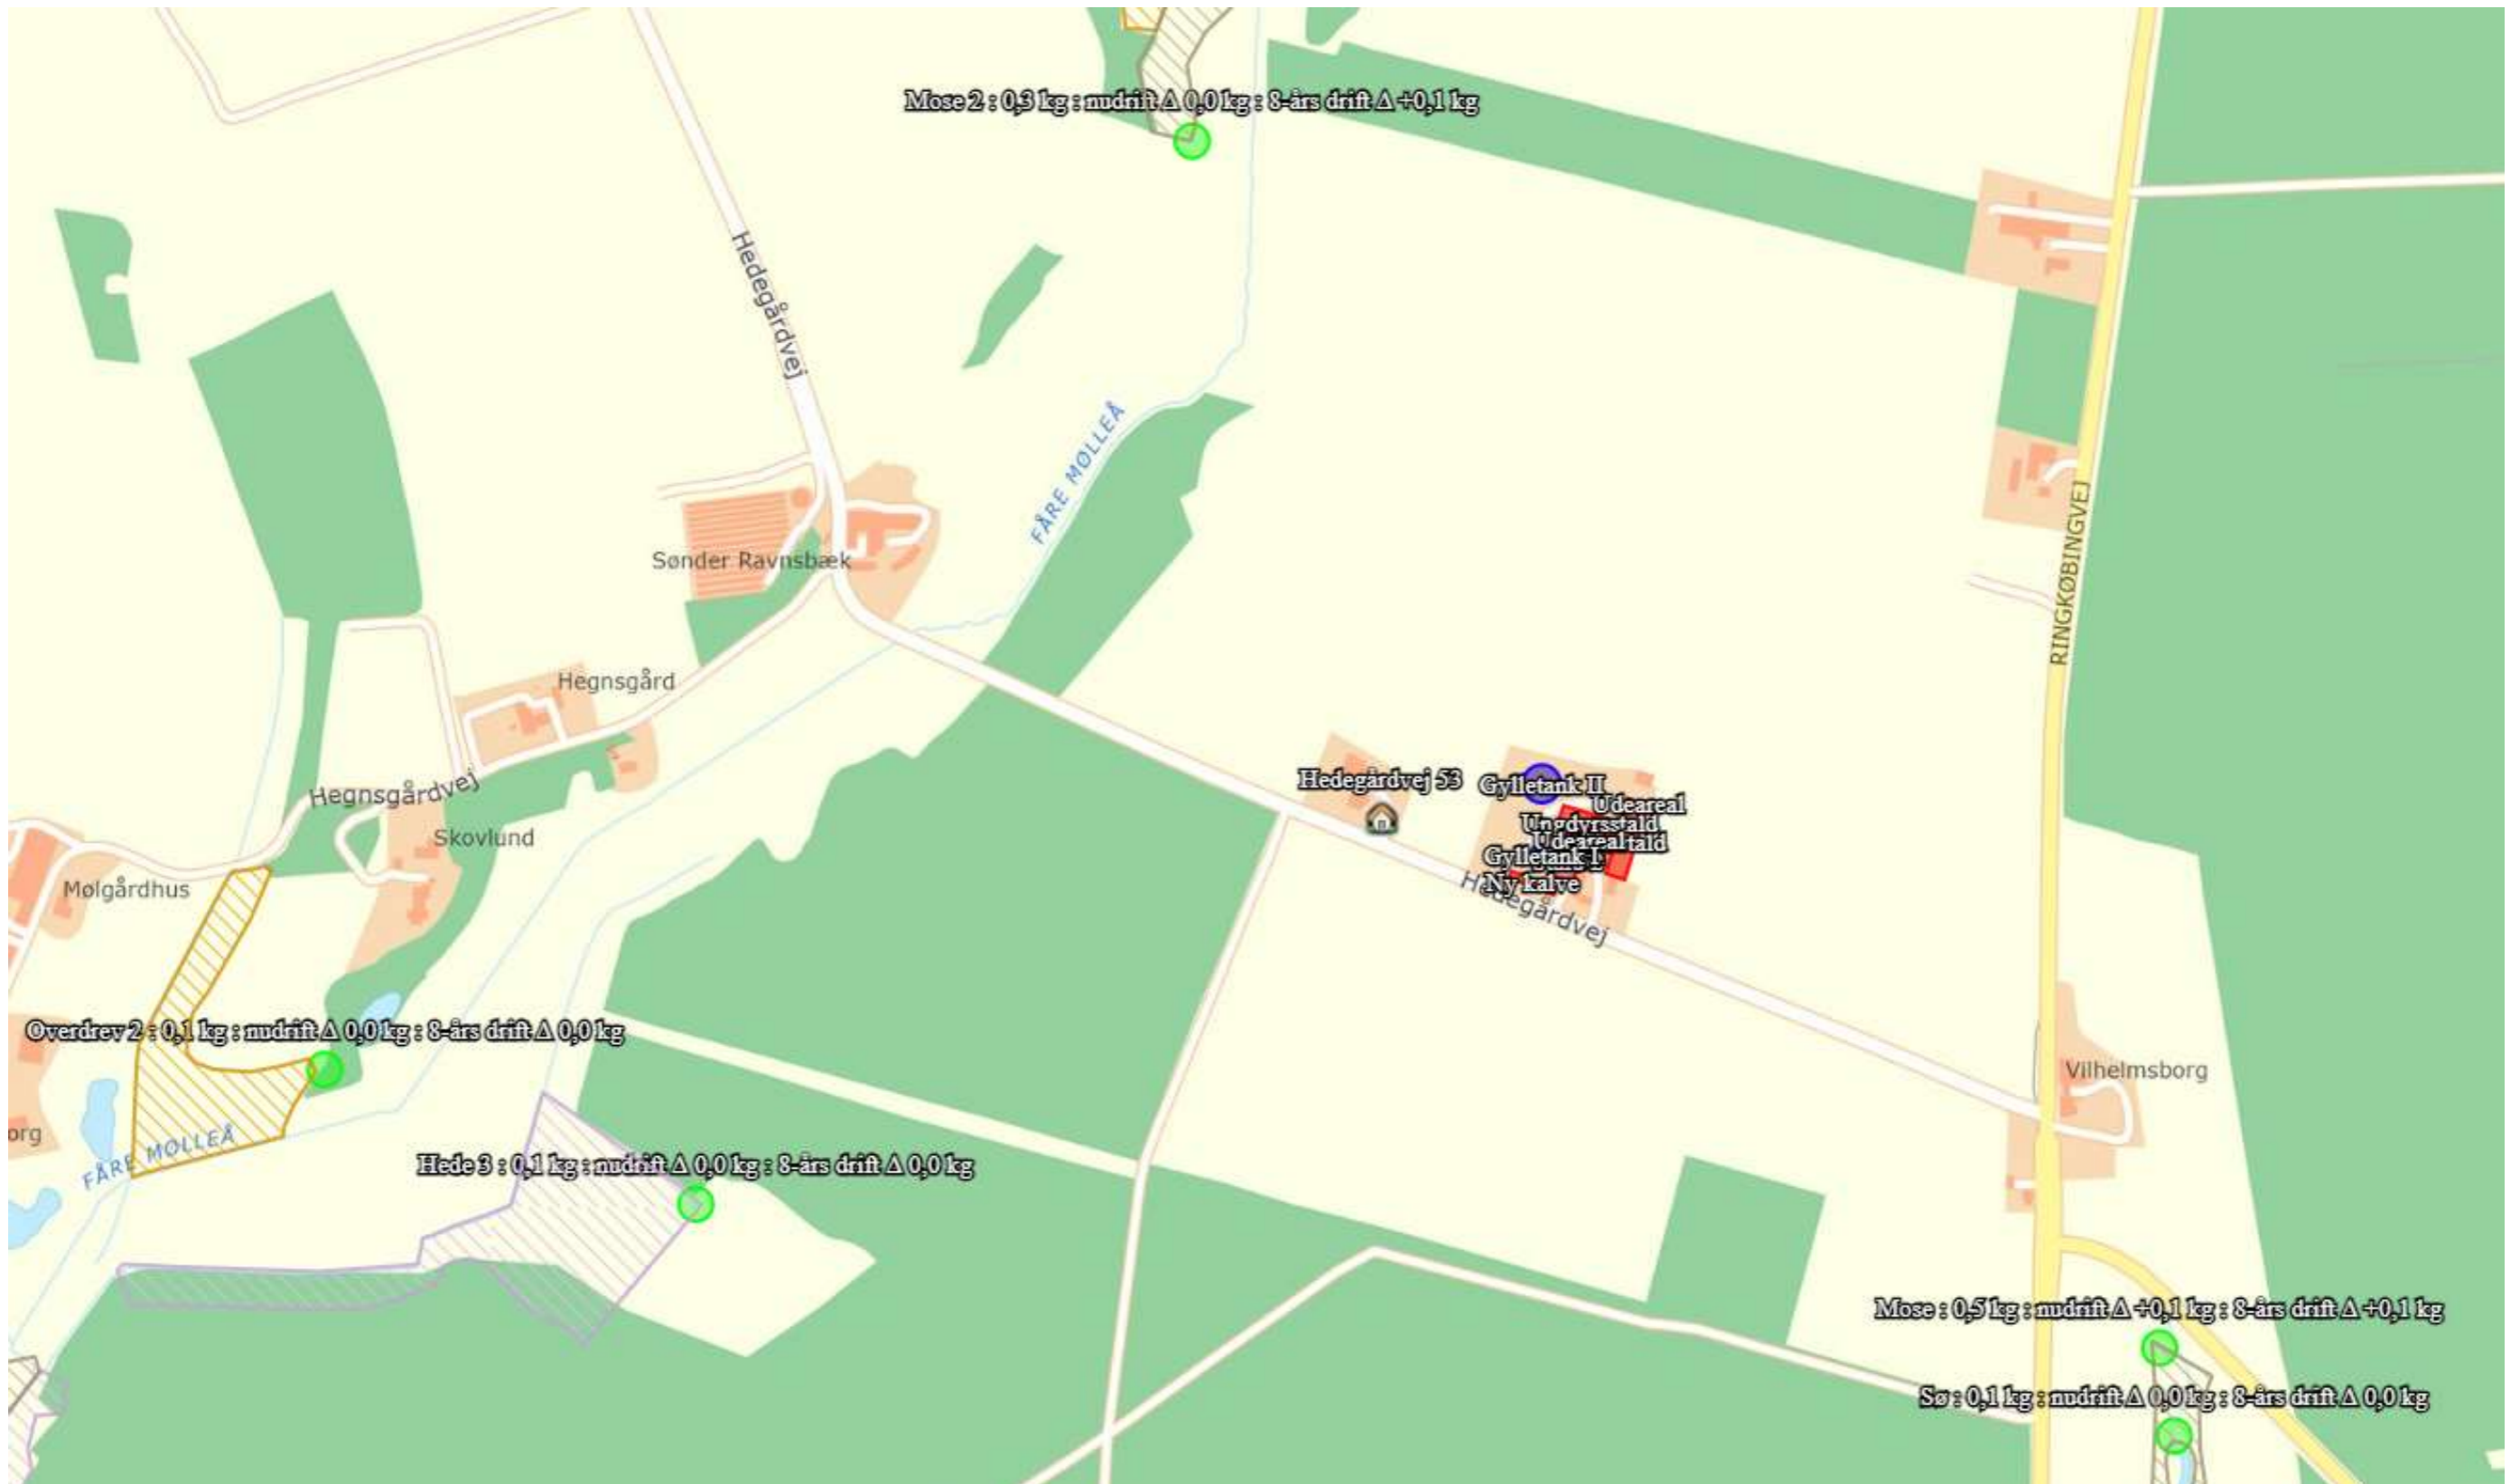 Mose 2 : 0,3 kg : nudrift Δ 0,0 kg : 8-års drift Δ +0,1 kg
Hedegårdvej
FÅRE MØLLEÅ
RINGKØBINGVEJ
Sønder Ravnsbæk
Hegnsgård
Hedegårdvej 53
Gylletank II
Udeareal
Ungdyrsstald
Udeareal
tald
Gylletank I
Ny kalve
Hedegårdvej
Hegnsgårdvej
Skovlund
Mølgårdhus
Overdrev 2 : 0,1 kg : nudrift Δ 0,0 kg : 8-års drift Δ 0,0 kg
Vilhelmsborg
org
FÅRE MØLLEÅ
Hede 3 : 0,1 kg : nudrift Δ 0,0 kg : 8-års drift Δ 0,0 kg
Mose : 0,5 kg : nudrift Δ +0,1 kg : 8-års drift Δ +0,1 kg
Sø : 0,1 kg : nudrift Δ 0,0 kg : 8-års drift Δ 0,0 kg